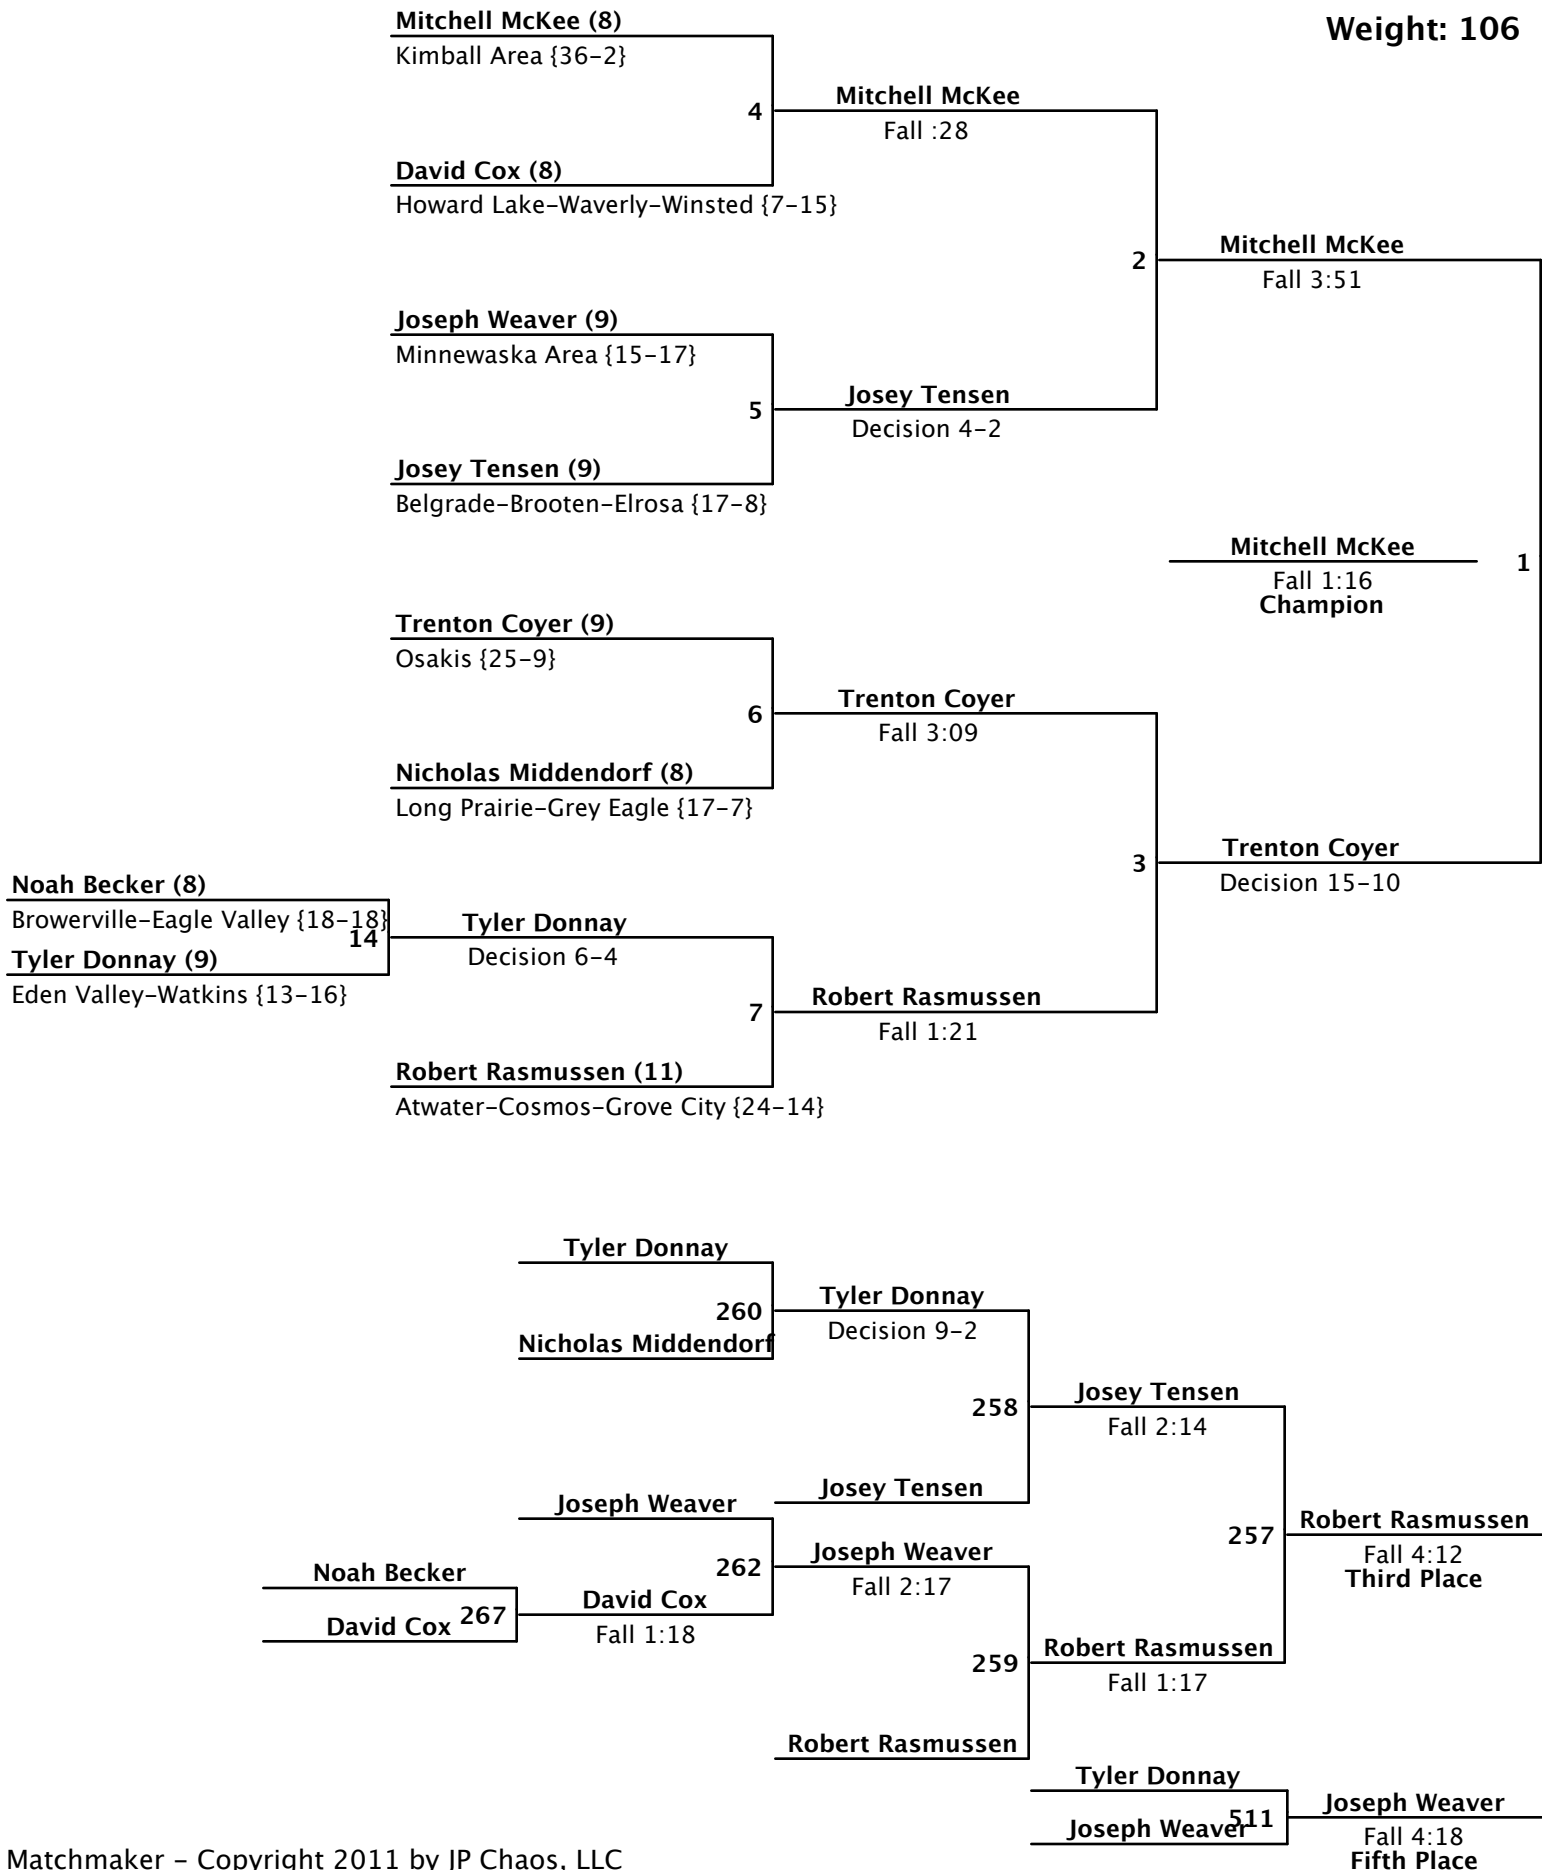 Weight: 106
Mitchell McKee (8)
Kimball Area {36-2}
4
Mitchell McKee
Fall :28
David Cox (8)
Howard Lake-Waverly-Winsted {7-15}
2
Mitchell McKee
Fall 3:51
Joseph Weaver (9)
Minnewaska Area {15-17}
5
Josey Tensen
Decision 4-2
Josey Tensen (9)
Belgrade-Brooten-Elrosa {17-8}
Mitchell McKee
1
Fall 1:16
Champion
Trenton Coyer (9)
Osakis {25-9}
6
Trenton Coyer
Fall 3:09
Nicholas Middendorf (8)
Long Prairie-Grey Eagle {17-7}
3
Trenton Coyer
Decision 15-10
Noah Becker (8)
Browerville-Eagle Valley {18-18}
14
Tyler Donnay
Decision 6-4
Tyler Donnay (9)
Eden Valley-Watkins {13-16}
7
Robert Rasmussen
Fall 1:21
Robert Rasmussen (11)
Atwater-Cosmos-Grove City {24-14}
Tyler Donnay
260
Tyler Donnay
Decision 9-2
Nicholas Middendorf
258
Josey Tensen
Fall 2:14
Josey Tensen
Joseph Weaver
257
Robert Rasmussen
Fall 4:12
Third Place
262
Joseph Weaver
Fall 2:17
Noah Becker
267
David Cox
David Cox
Fall 1:18
259
Robert Rasmussen
Fall 1:17
Robert Rasmussen
Tyler Donnay
511
Joseph Weaver
Joseph Weaver
Fall 4:18
Fifth Place
Matchmaker - Copyright 2011 by JP Chaos, LLC